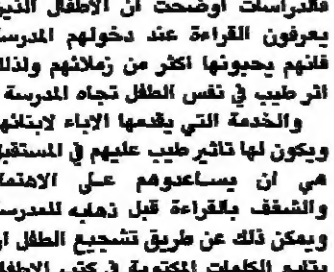 فالدراسات اوضحت ان الاطفال الذين
يعرفون القراءة عند دخولهم المدرسة
فانهم يحبونها اكثر من زملائهم ولذلك
اثر طيب في نفس الطفل تجاه المدرسة
والخدمة التي يقدمها الاباء لابنائهم
ويكون لها تاثير طيب عليهم في المستقبل
هي ان يساعدوهم على الاهتمام
والشغف بالقراءة قبل ذهابه للمدرسة
ويمكن ذلك عن طريق تشجيع الطفل ان
يتابع الكلمات المكتوبة في كتب الاطفال